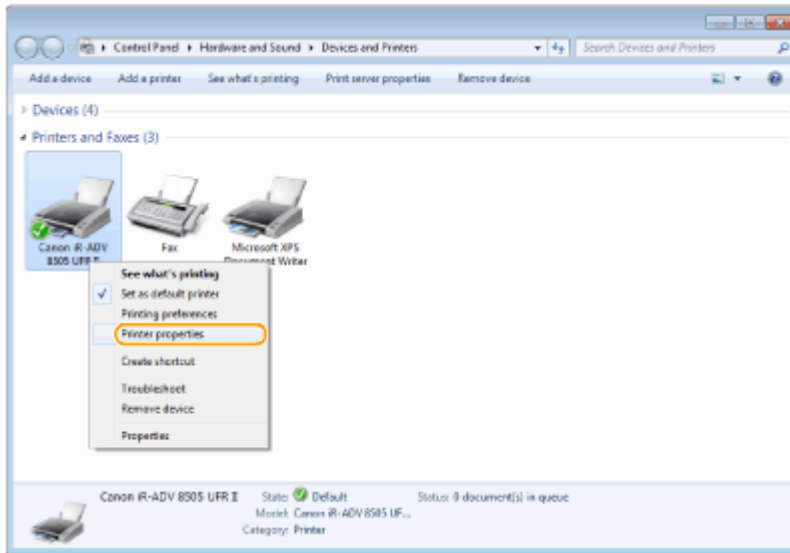 Control Panel ▸ Hardware and Sound ▸ Devices and Printers
Search Devices and Printers
Add a device Add a printer See what's printing Print server properties Remove device
Devices (4)
Printers and Faxes (3)
Canon iR-ADV
8505 UFR II
Fax
Microsoft XPS
Document Writer
See what's printing
Set as default printer
Printing preferences
Printer properties
Create shortcut
Troubleshoot
Remove device
Properties
Canon iR-ADV 8505 UFR II State: Default Status: 0 document(s) in queue
Model: Canon iR-ADV 8505 UF...
Category: Printer